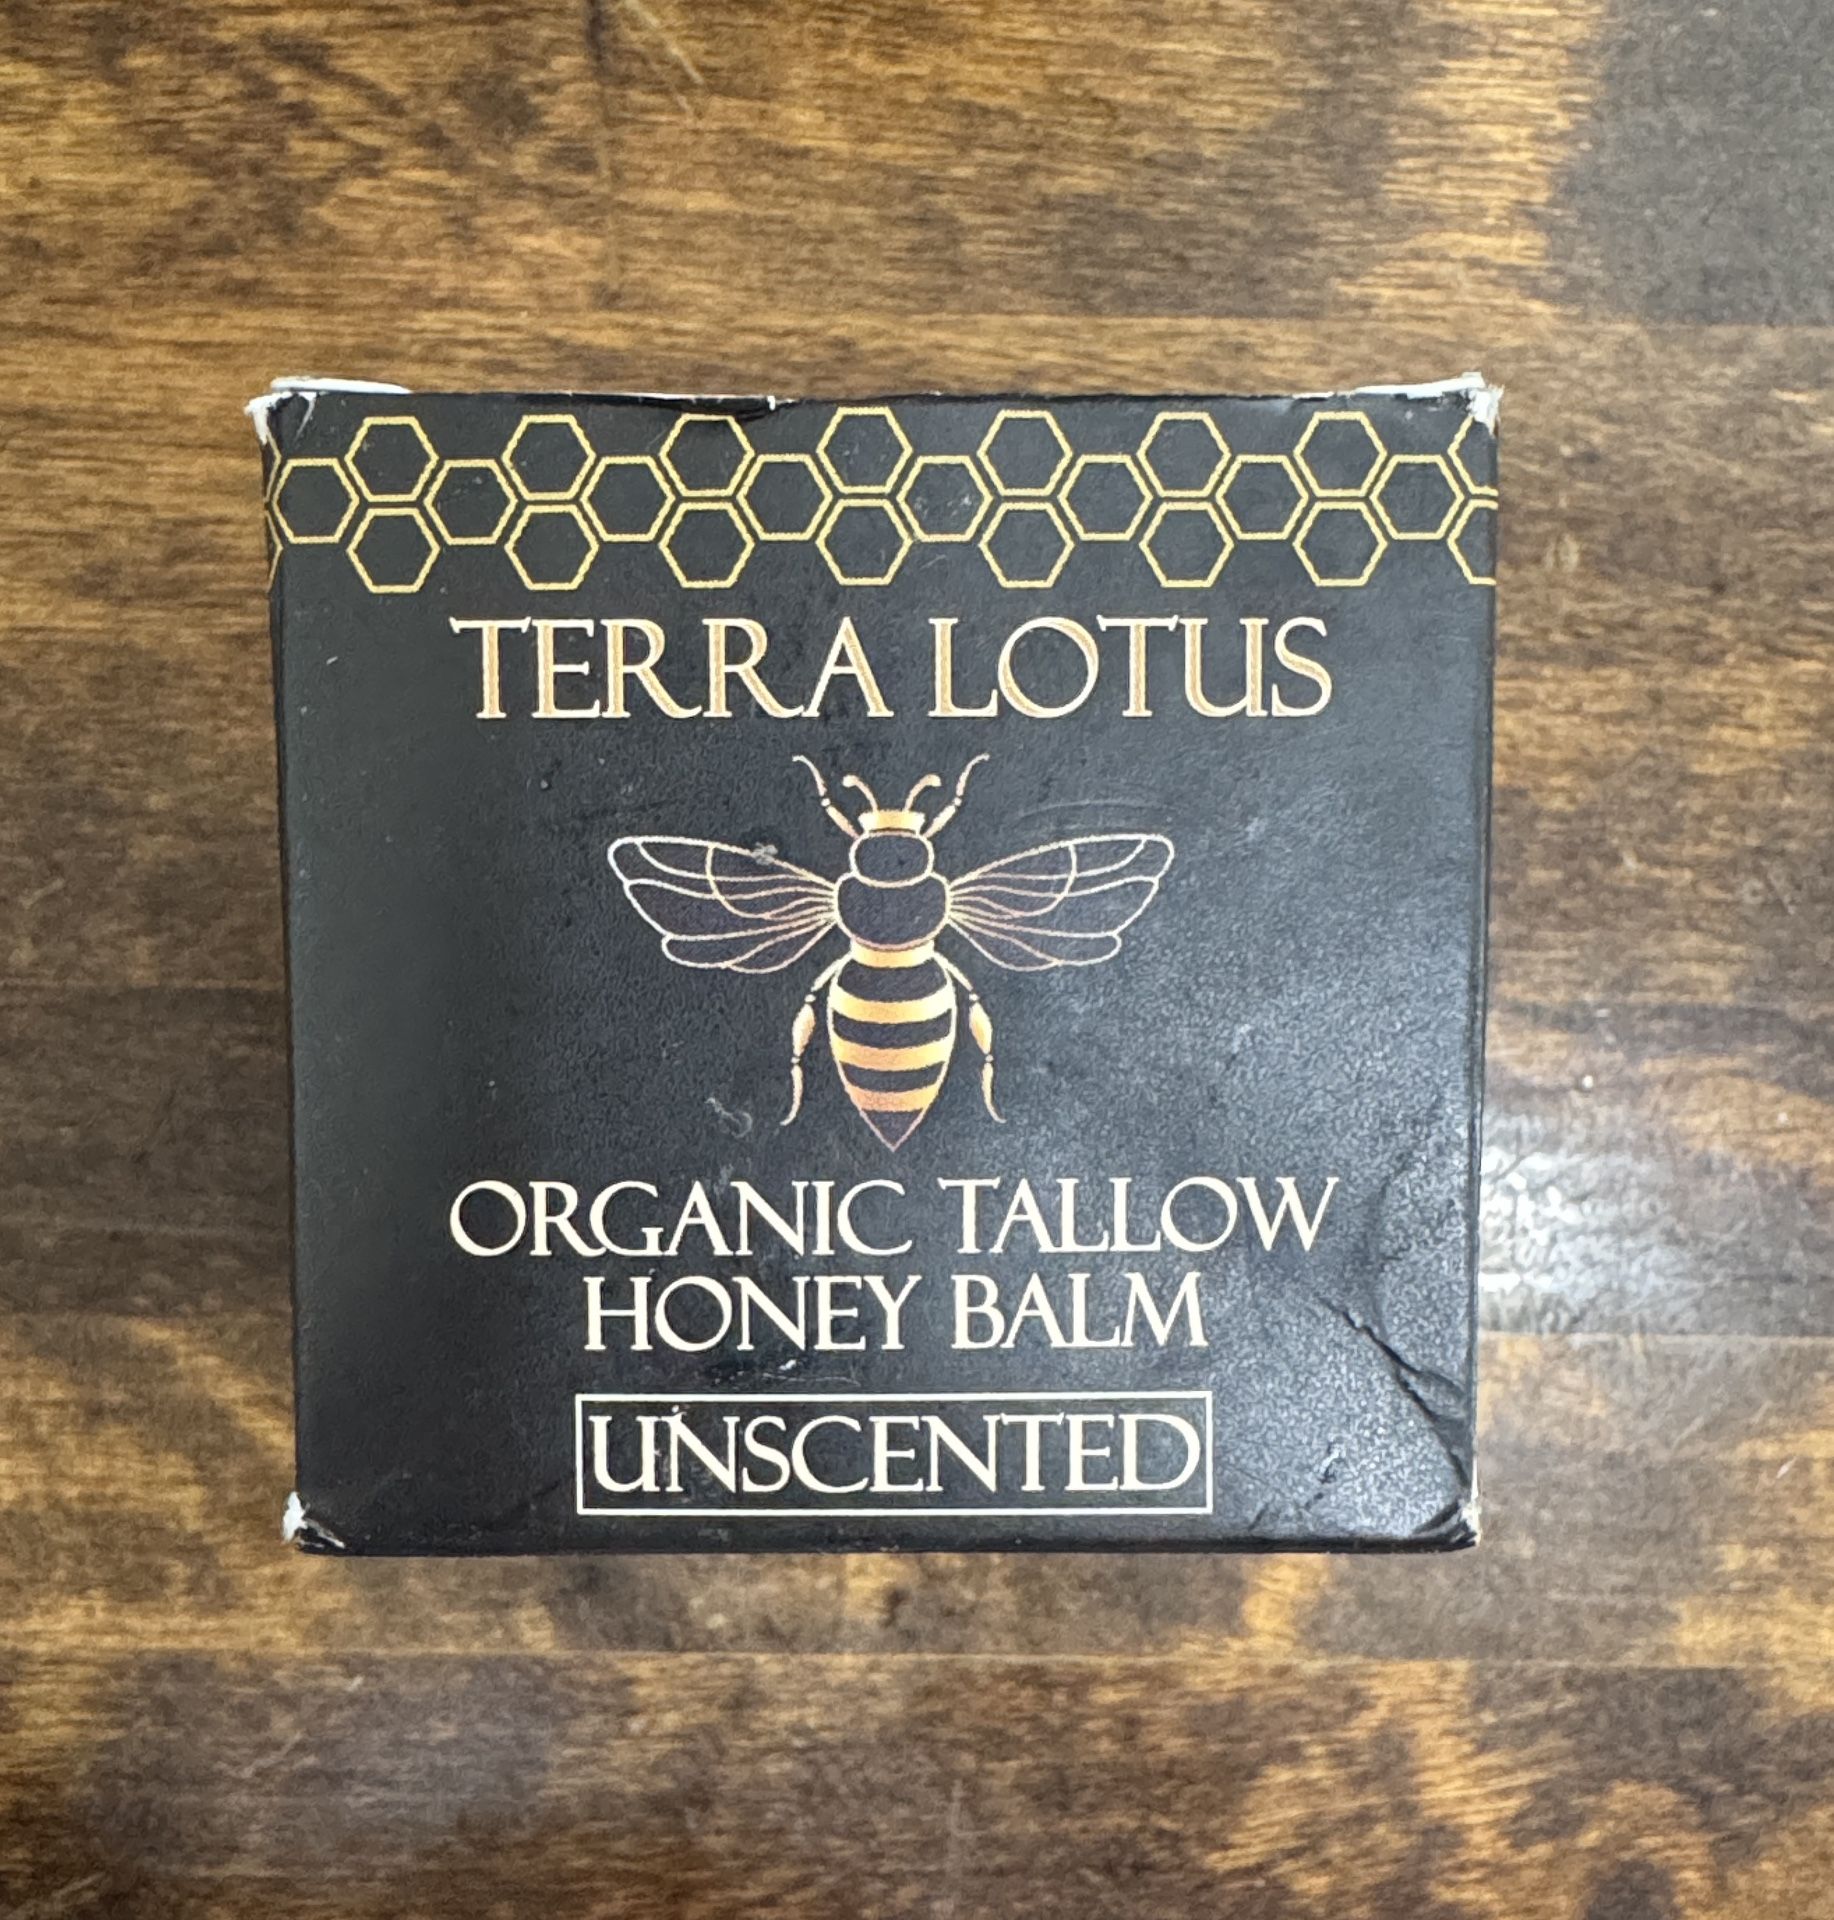 TERRA LOTUS
ORGANIC TALLOW
HONEY BALM
UNSCENTED